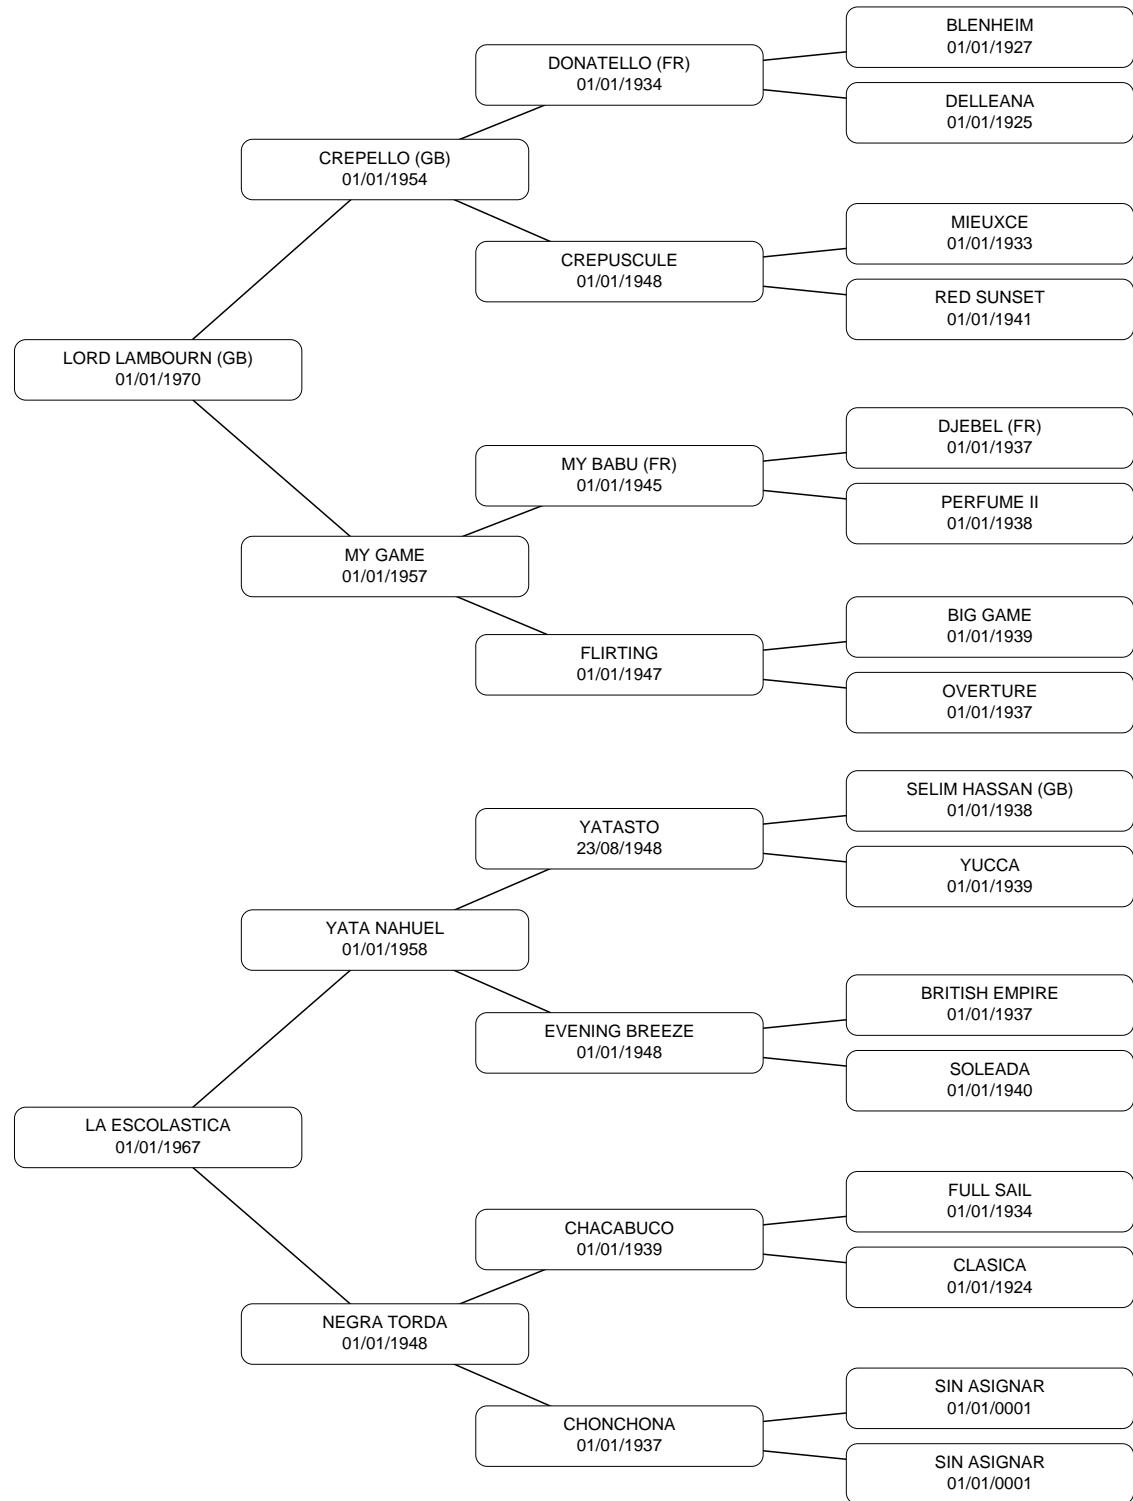 BLENHEIM
01/01/1927
DONATELLO (FR)
01/01/1934
DELLEANA
01/01/1925
CREPELLO (GB)
01/01/1954
MIEUXCE
01/01/1933
CREPUSCULE
01/01/1948
RED SUNSET
01/01/1941
LORD LAMBOURN (GB)
01/01/1970
DJEBEL (FR)
01/01/1937
MY BABU (FR)
01/01/1945
PERFUME II
01/01/1938
MY GAME
01/01/1957
BIG GAME
01/01/1939
FLIRTING
01/01/1947
OVERTURE
01/01/1937
SELIM HASSAN (GB)
01/01/1938
YATASTO
23/08/1948
YUCCA
01/01/1939
YATA NAHUEL
01/01/1958
BRITISH EMPIRE
01/01/1937
EVENING BREEZE
01/01/1948
SOLEADA
01/01/1940
LA ESCOLASTICA
01/01/1967
FULL SAIL
01/01/1934
CHACABUCO
01/01/1939
CLASICA
01/01/1924
NEGRA TORDA
01/01/1948
SIN ASIGNAR
01/01/0001
CHONCHONA
01/01/1937
SIN ASIGNAR
01/01/0001